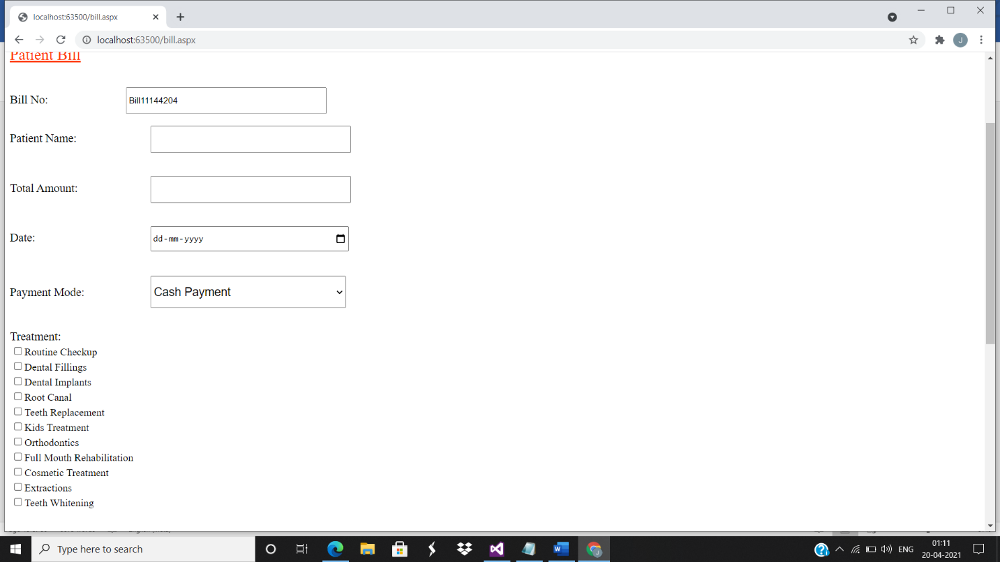 localhost:63500/bill.aspx
localhost:63500/bill.aspx
J
Patient Bill
Bill No:
Bill11144204
Patient Name:
Total Amount:
Date:
dd-mm-yyyy
Payment Mode:
Cash Payment
Treatment:
Routine Checkup
Dental Fillings
Dental Implants
Root Canal
Teeth Replacement
Kids Treatment
Orthodontics
Full Mouth Rehabilitation
Cosmetic Treatment
Extractions
Teeth Whitening
Type here to search
ENG
01:11
20-04-2021